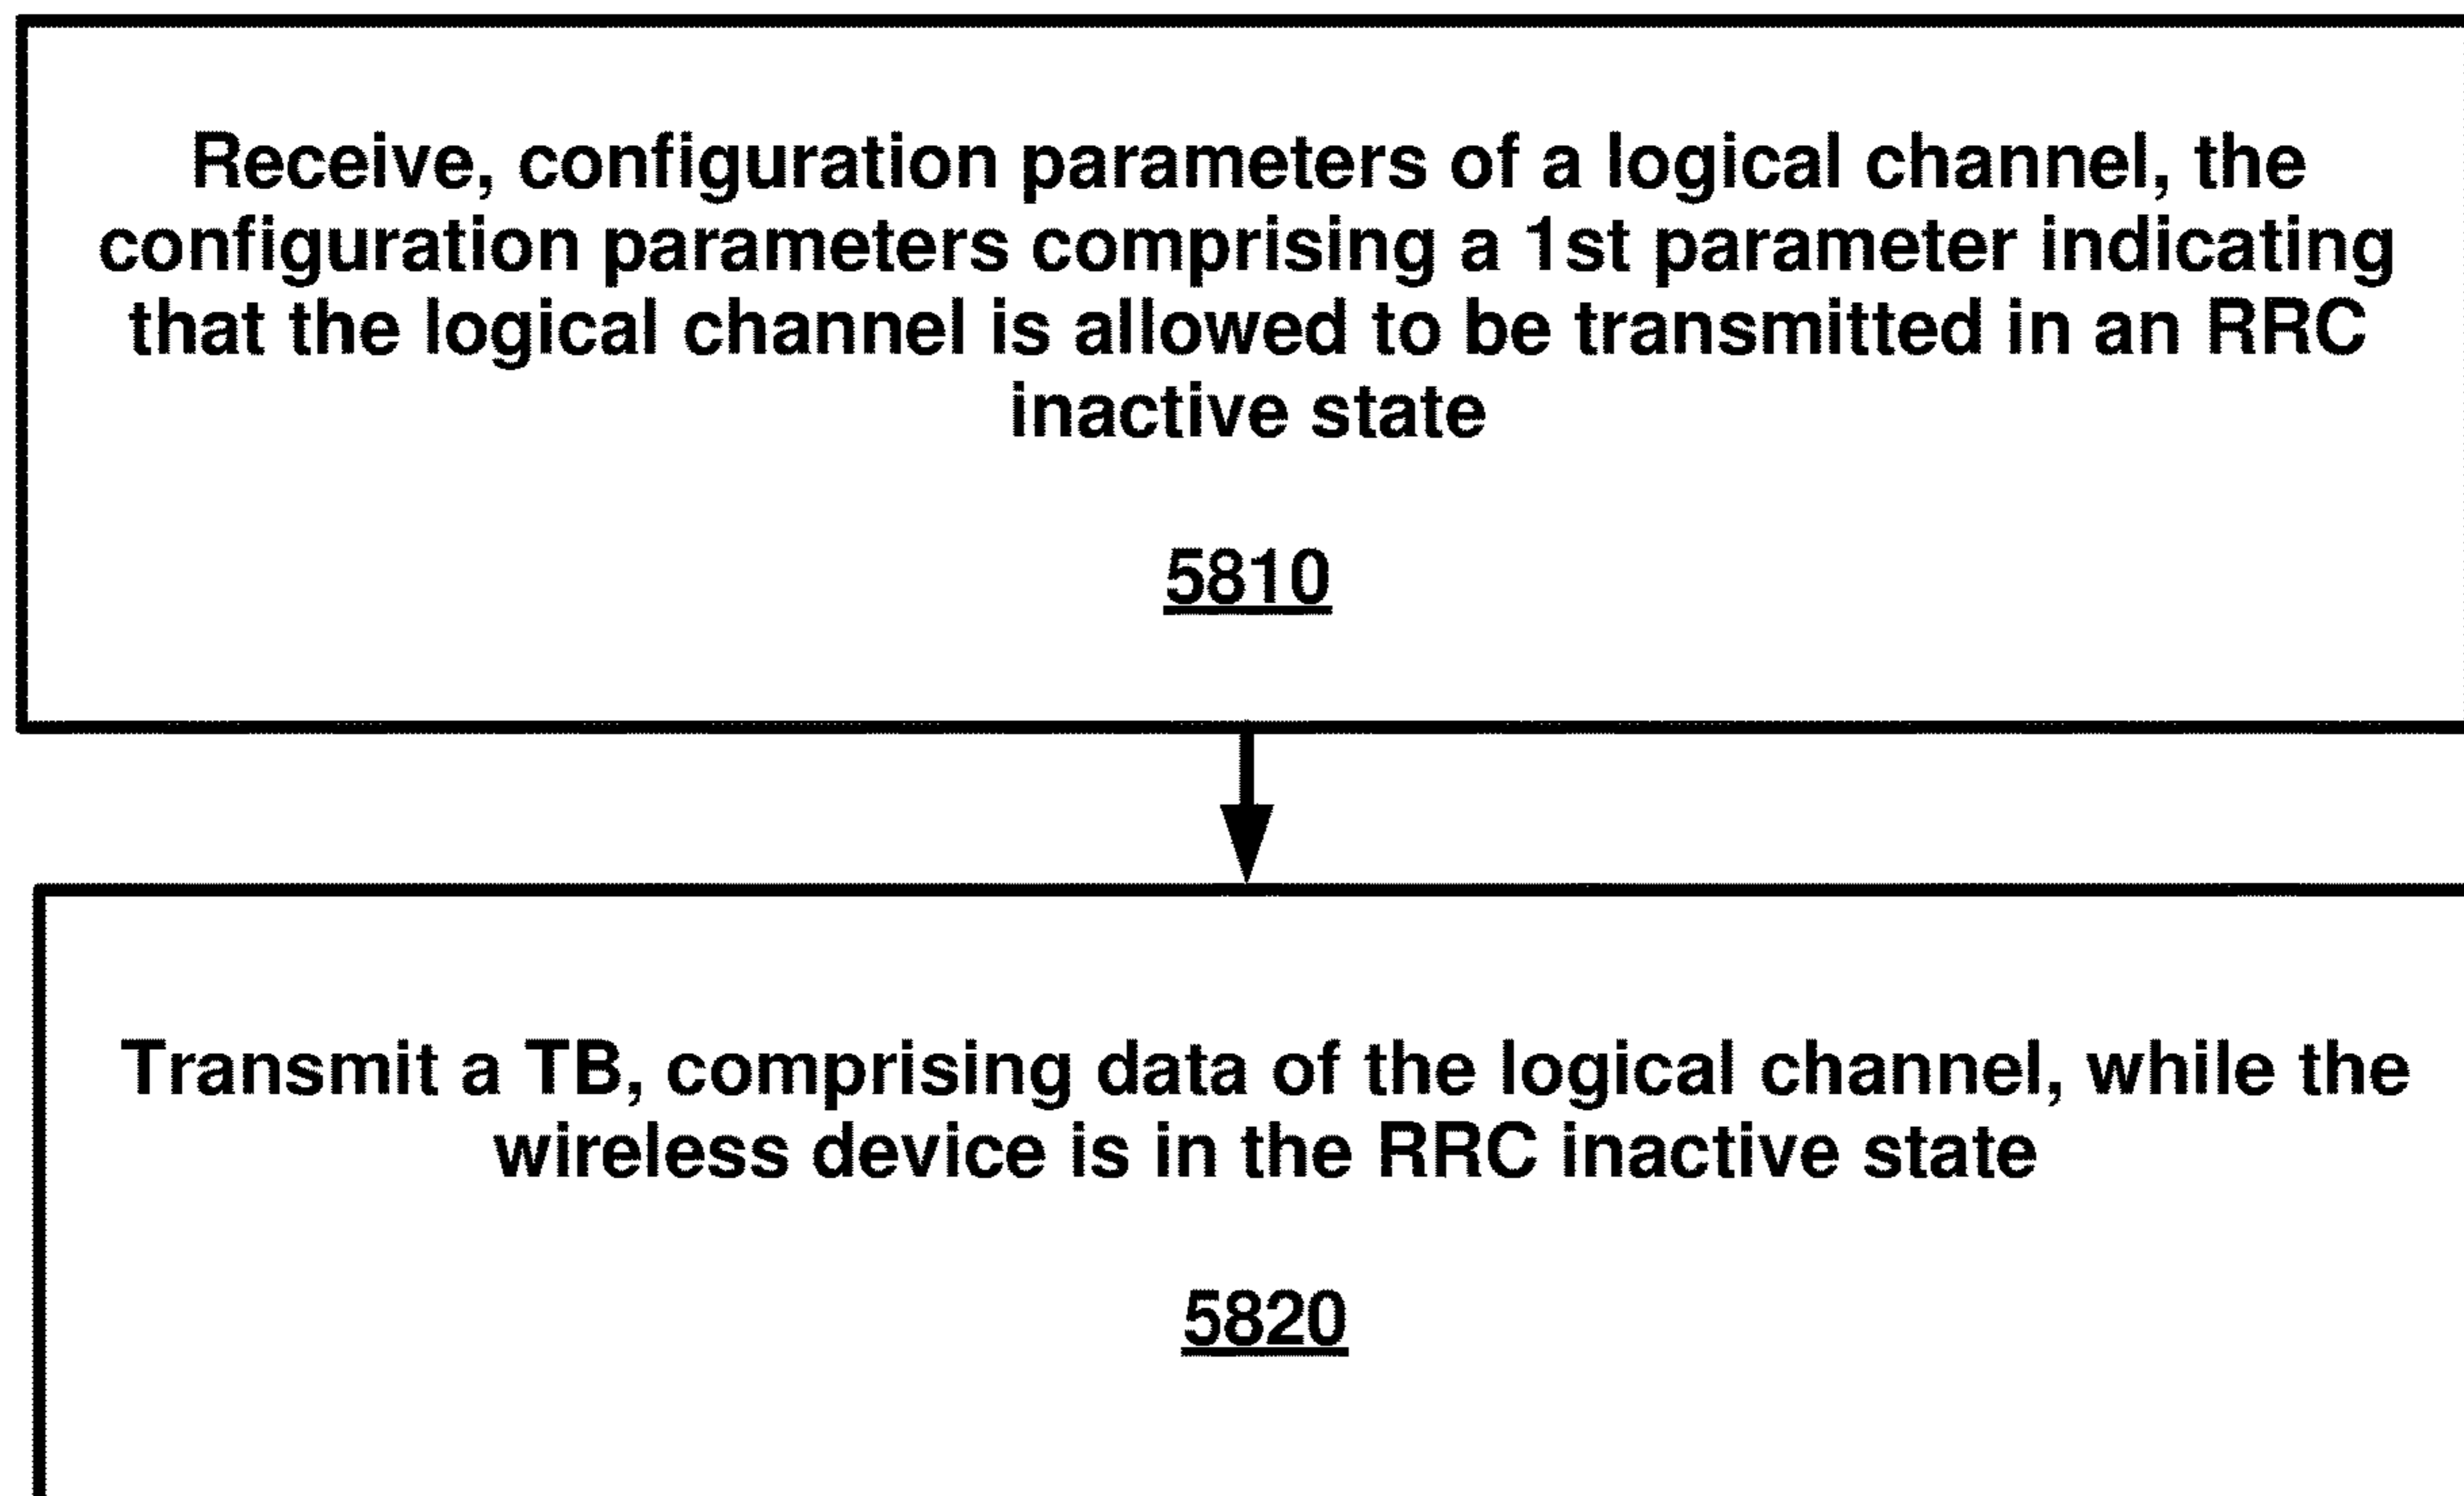 Receive, configuration parameters of a logical channel, the
configuration parameters comprising a 1st parameter indicating
that the logical channel is allowed to be transmitted in an RRC
inactive state
5810
Transmit a TB, comprising data of the logical channel, while the
wireless device is in the RRC inactive state
5820